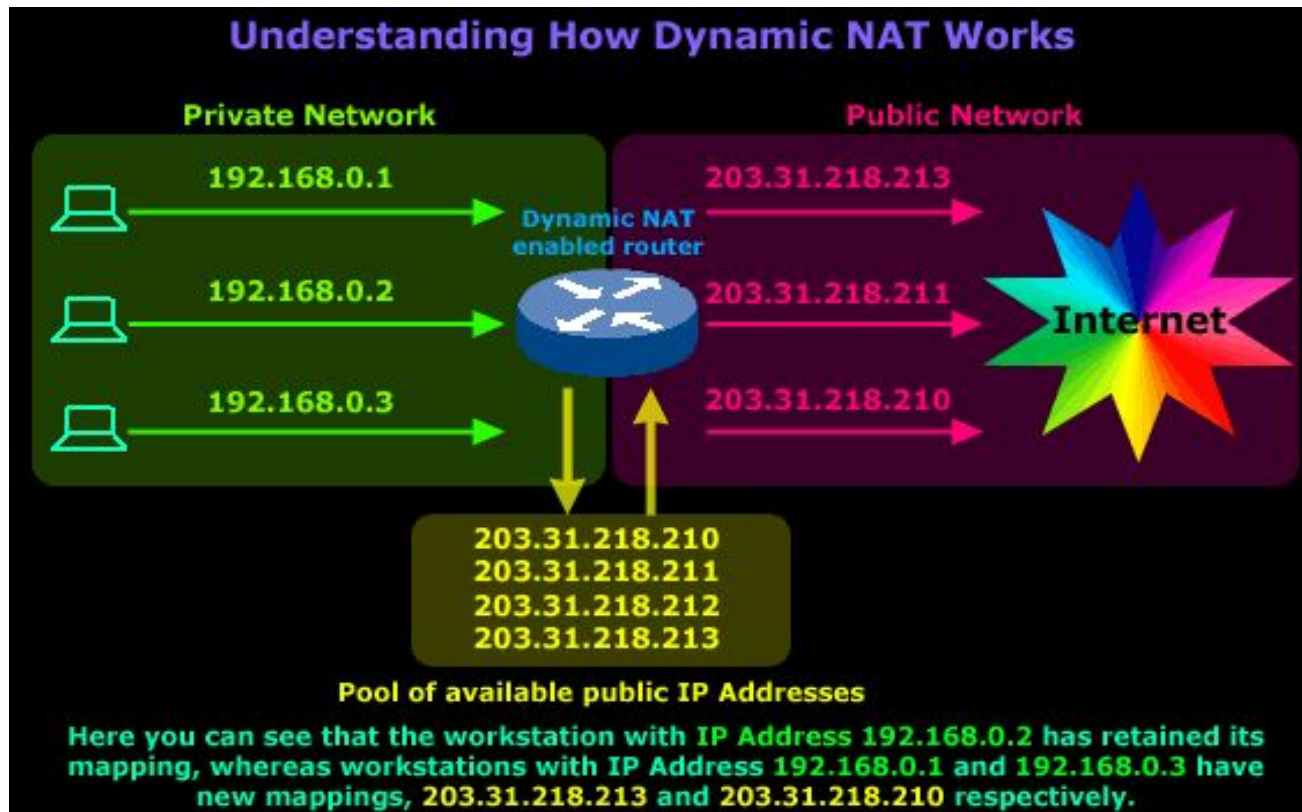 Understanding How Dynamic NAT Works
Private Network
Public Network
192.168.0.1
203.31.218.213
Dynamic NAT
enabled router
192.168.0.2
203.31.218.211
Internet
192.168.0.3
203.31.218.210
203.31.218.210
203.31.218.211
203.31.218.212
203.31.218.213
Pool of available public IP Addresses
Here you can see that the workstation with IP Address 192.168.0.2 has retained its
mapping, whereas workstations with IP Address 192.168.0.1 and 192.168.0.3 have
new mappings, 203.31.218.213 and 203.31.218.210 respectively.